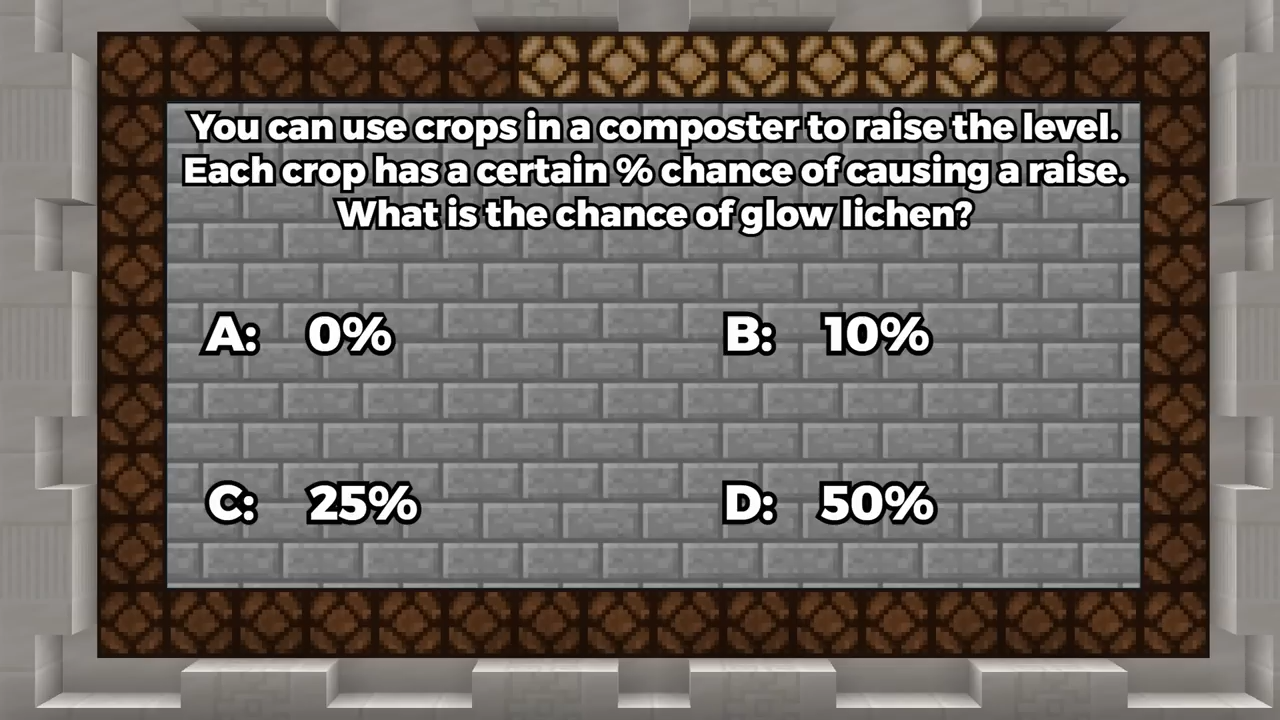 You can use crops in a composter to raise the level.
Each crop has a certain % chance of causing a raise.
What is the chance of glow lichen?
A: 0%
B: 10%
C: 25%
D: 50%